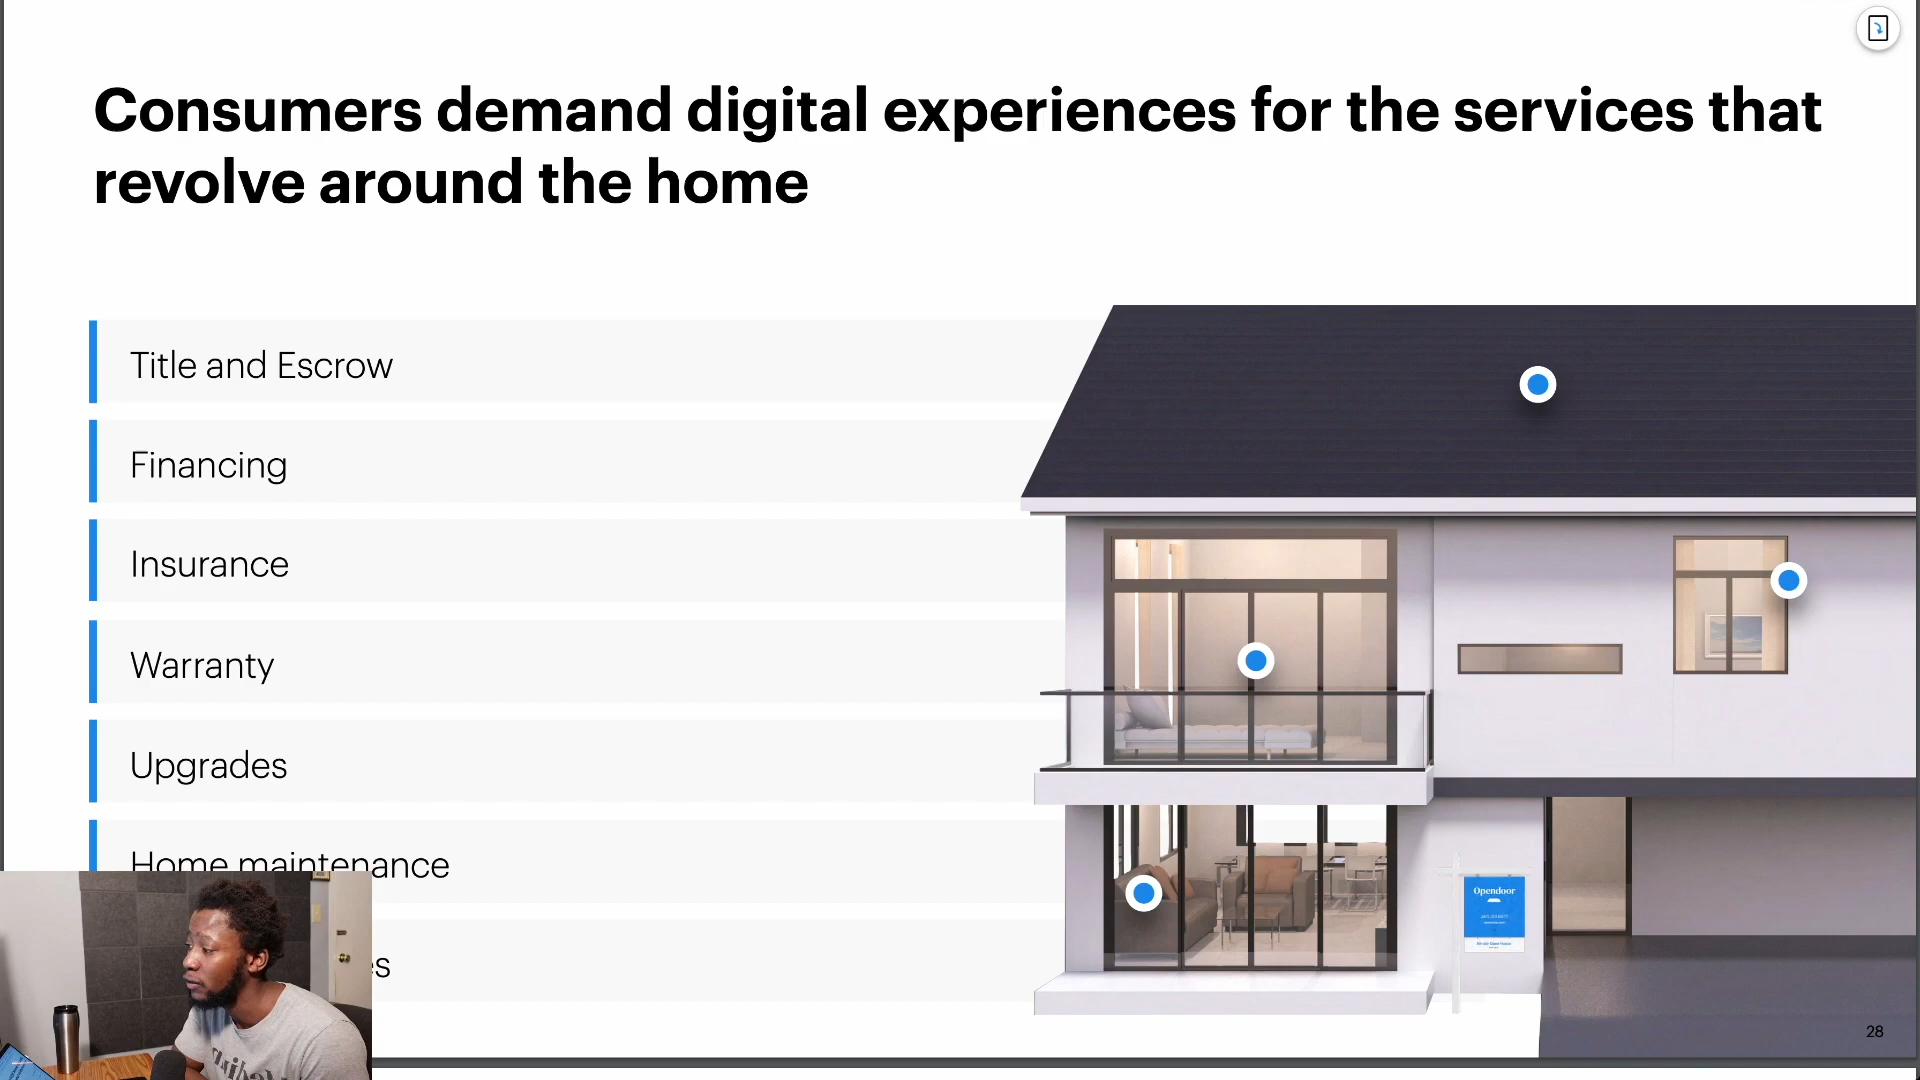 Consumers demand digital experiences for the services that
revolve around the home
Title and Escrow
Financing
Insurance
Warranty
Upgrades
Home maintenance
es
Opendoor
28